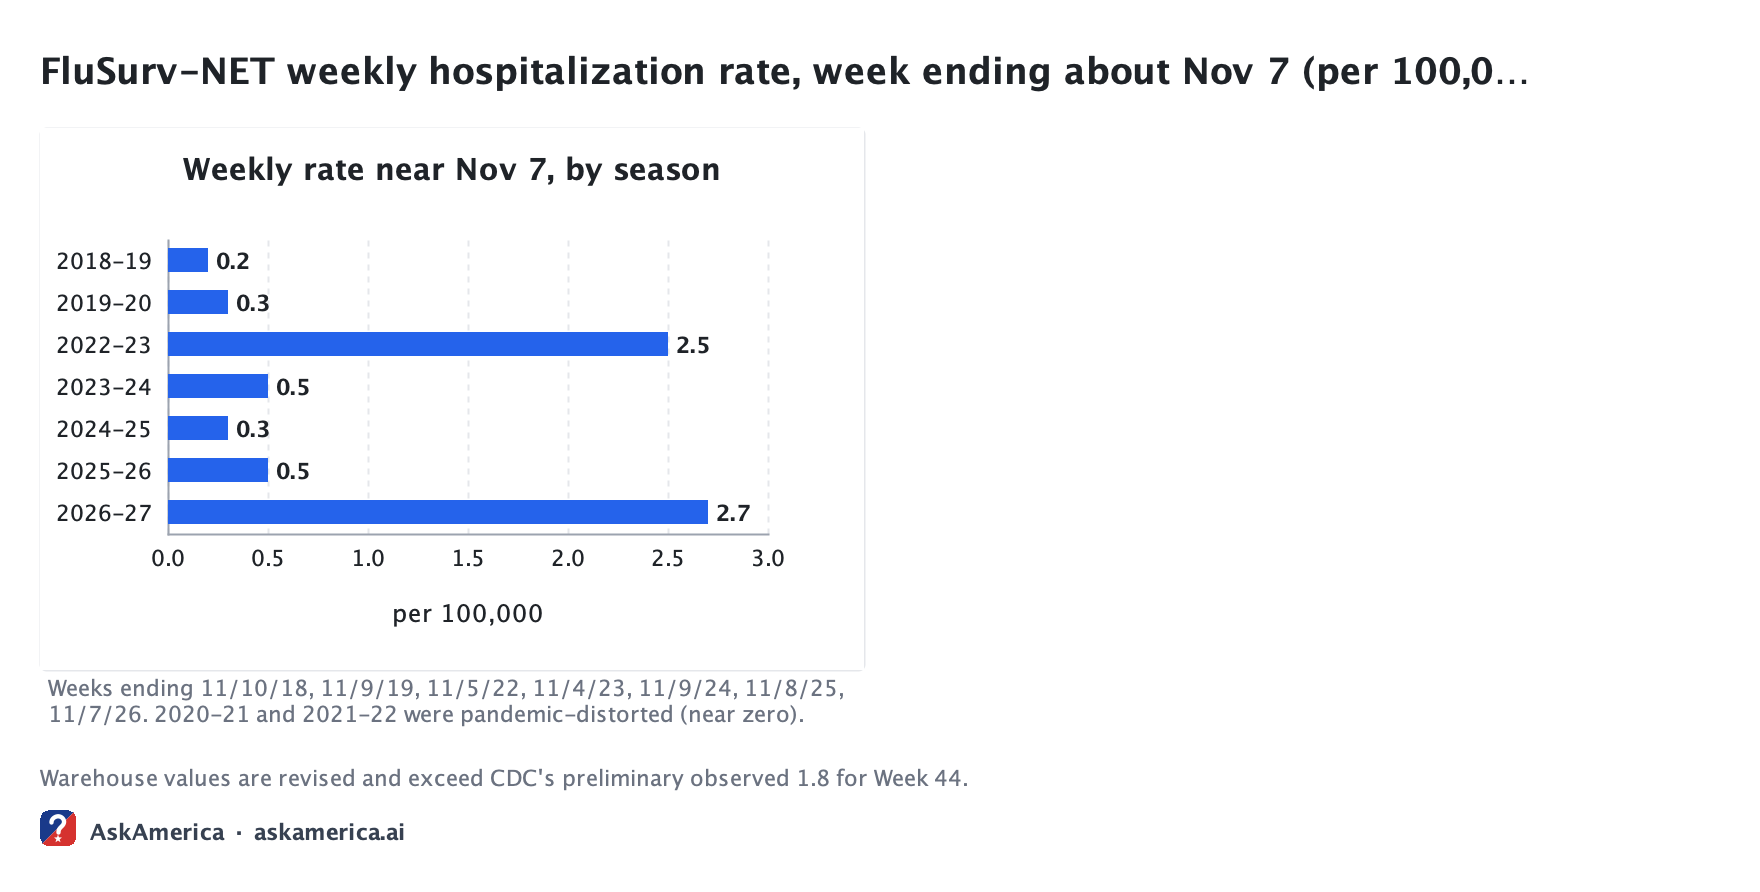 FluSurv-NET weekly hospitalization rate, week ending about Nov 7 (per 100,0...
Weekly rate near Nov 7, by season
2018-19 0.2
2019-20 0.3
2022-23 2.5
2023-24 0.5
2024-25 0.3
2025-26 0.5
2026-27 2.7
0.0 0.5 1.0 1.5 2.0 2.5 3.0
per 100,000
Weeks ending 11/10/18, 11/9/19, 11/5/22, 11/4/23, 11/9/24, 11/8/25,
11/7/26. 2020-21 and 2021-22 were pandemic-distorted (near zero).
Warehouse values are revised and exceed CDC's preliminary observed 1.8 for Week 44.
AskAmerica · askamerica.ai